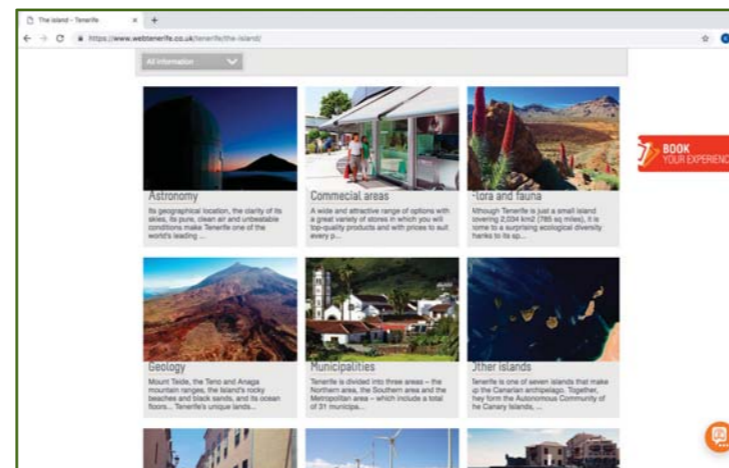 The island - Tenerife
https://www.webtenerife.co.uk/tenerife/the-island/
All information
BOOK
YOUR EXPERIENC
Astronomy
Its geographical location, the clarity of its
skies, its pure, clean air and unbeatable
conditions make Tenerife one of the
world's leading ...
Commecial areas
A wide and attractive range of options with
a great variety of stores in which you will
top-quality products and with prices to suit
every p...
-lora and fauna
Although Tenerife is just a small island
covering 2,034 km2 (785 sq miles), it is
home to a surprising ecological diversity
thanks to its sp...
Geology
Mount Teide, the Teno and Anaga
mountain ranges, the island's rocky
beaches and black sands, and its ocean
floors... Tenerife's unique lands...
Municipalities
Tenerife is divided into three areas – the
Northern area, the Southern area and the
Metropolitan area – which include a total
of 31 municipa...
Other islands
Tenerife is one of seven islands that make
up the Canarian archipelago. Together,
they form the Autonomous Community of
the Canary Islands, ...